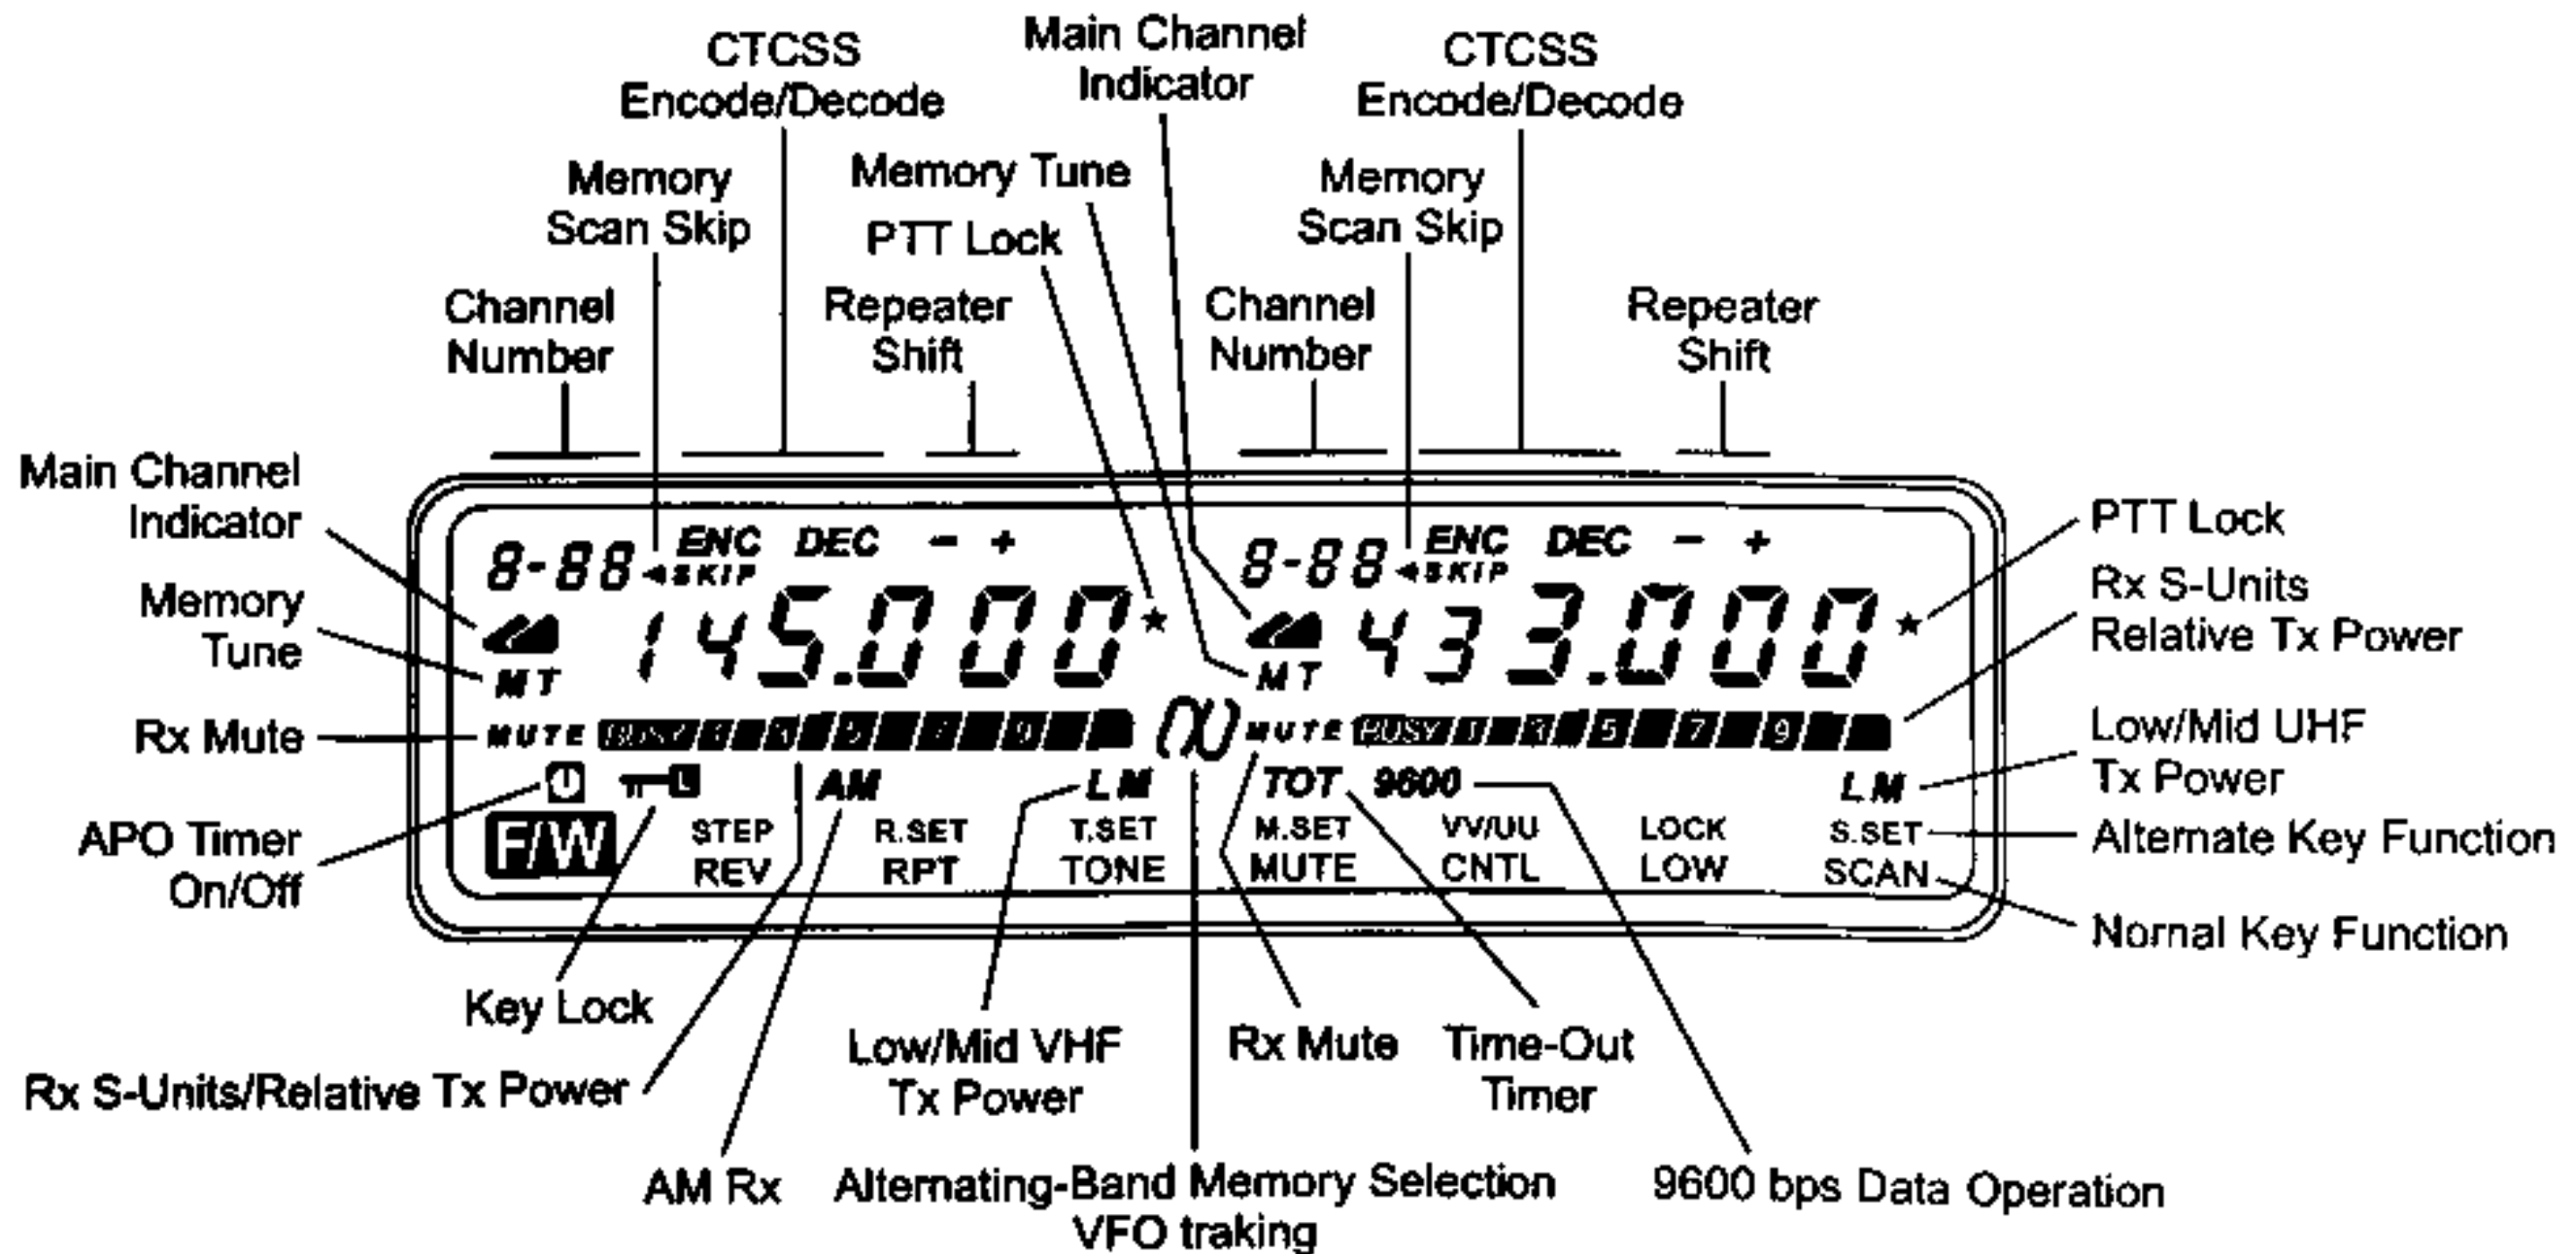 CTCSS
Encode/Decode
Main Channel
Indicator
CTCSS
Encode/Decode
Memory
Scan Skip
Memory Tune
PTT Lock
Memory
Scan Skip
Channel
Number
Repeater
Shift
Channel
Number
Repeater
Shift
Main Channel
Indicator
Memory
Tune
Rx Mute
APO Timer
On/Off
8-88 ENC DEC - +
SKIP
145.000
MT
MUTE BUSY
AM LM
F/W
8-88 ENC DEC - +
SKIP
433.000
MT
MUTE BUSY 1 3 5 7 9
TOT 9600 LM
STEP R.SET T.SET M.SET VV/UU LOCK S.SET
REV RPT TONE MUTE CNTL LOW SCAN
PTT Lock
Rx S-Units
Relative Tx Power
Low/Mid UHF
Tx Power
Alternate Key Function
Nornal Key Function
Key Lock
Rx S-Units/Relative Tx Power
Low/Mid VHF
Tx Power
Rx Mute
Time-Out
Timer
AM Rx
Alternating-Band Memory Selection
VFO traking
9600 bps Data Operation